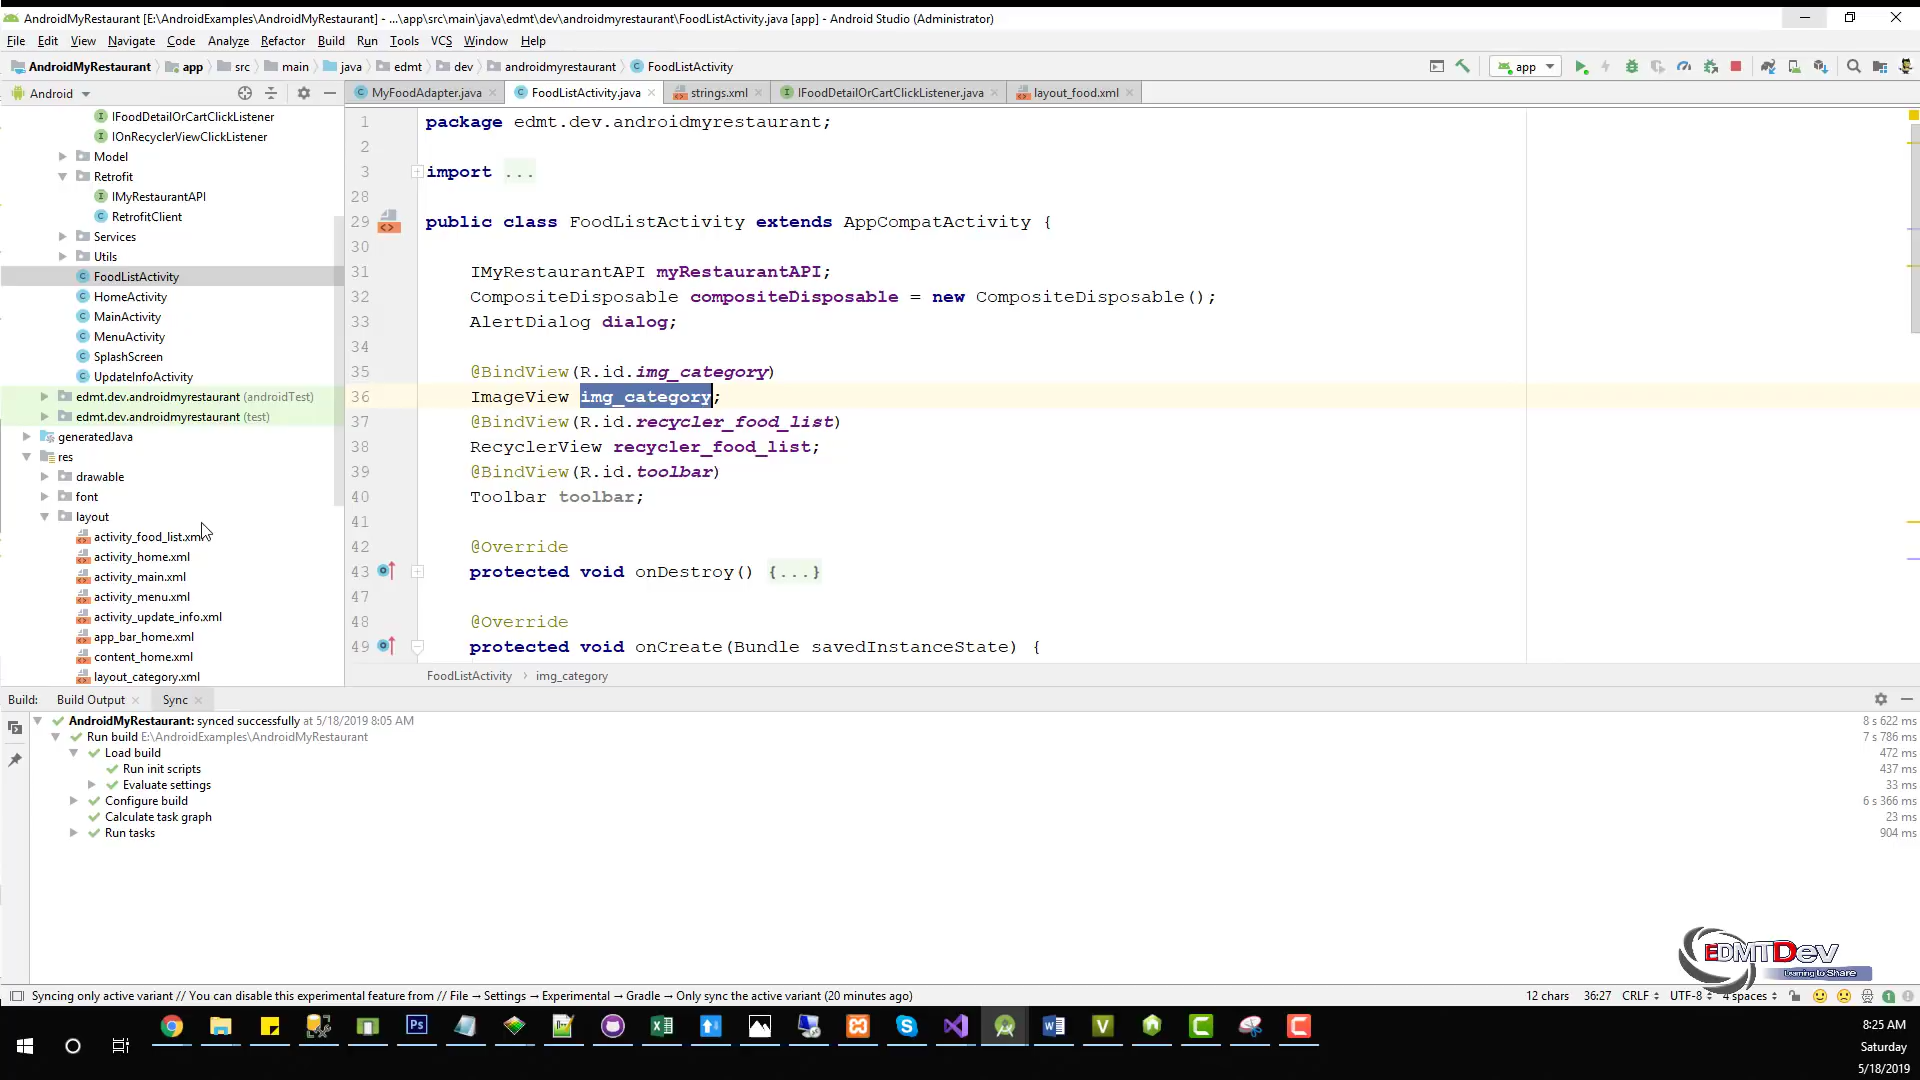 AndroidMyRestaurant [E:\AndroidExamples\AndroidMyRestaurant] - ...\app\src\main\java\edmt\dev\androidmyrestaurant\FoodListActivity.java [app] - Android Studio (Administrator)
File Edit View Navigate Code Analyze Refactor Build Run Tools VCS Window Help
AndroidMyRestaurant app src main java edmt dev androidmyrestaurant FoodListActivity app
Android
MyFoodAdapter.java FoodListActivity.java strings.xml IFoodDetailOrCartClickListener.java layout_food.xml
IFoodDetailOrCartClickListener
IOnRecyclerViewClickListener
Model
Retrofit
IMyRestaurantAPI
RetrofitClient
Services
Utils
FoodListActivity
HomeActivity
MainActivity
MenuActivity
SplashScreen
UpdateInfoActivity
edmt.dev.androidmyrestaurant (androidTest)
edmt.dev.androidmyrestaurant (test)
generatedJava
res
drawable
font
layout
activity_food_list.xml
activity_home.xml
activity_main.xml
activity_menu.xml
activity_update_info.xml
app_bar_home.xml
content_home.xml
layout_category.xml
1 package edmt.dev.androidmyrestaurant;
2
3 import ...
28
29 public class FoodListActivity extends AppCompatActivity {
30
31 IMyRestaurantAPI myRestaurantAPI;
32 CompositeDisposable compositeDisposable = new CompositeDisposable();
33 AlertDialog dialog;
34
35 @BindView(R.id.img_category)
36 ImageView img_category;
37 @BindView(R.id.recycler_food_list)
38 RecyclerView recycler_food_list;
39 @BindView(R.id.toolbar)
40 Toolbar toolbar;
41
42 @Override
43 protected void onDestroy() {...}
47
48 @Override
49 protected void onCreate(Bundle savedInstanceState) {
FoodListActivity › img_category
Build: Build Output Sync
AndroidMyRestaurant: synced successfully at 5/18/2019 8:05 AM 8 s 622 ms
Run build E:\AndroidExamples\AndroidMyRestaurant 7 s 786 ms
Load build 472 ms
Run init scripts 437 ms
Evaluate settings 33 ms
Configure build 6 s 366 ms
Calculate task graph 23 ms
Run tasks 904 ms
EDMTDev
Learning to Share
Syncing only active variant // You can disable this experimental feature from // File → Settings → Experimental → Gradle → Only sync the active variant (20 minutes ago) 12 chars 36:27 CRLF UTF-8 4 spaces 1
8:25 AM
Saturday
5/18/2019